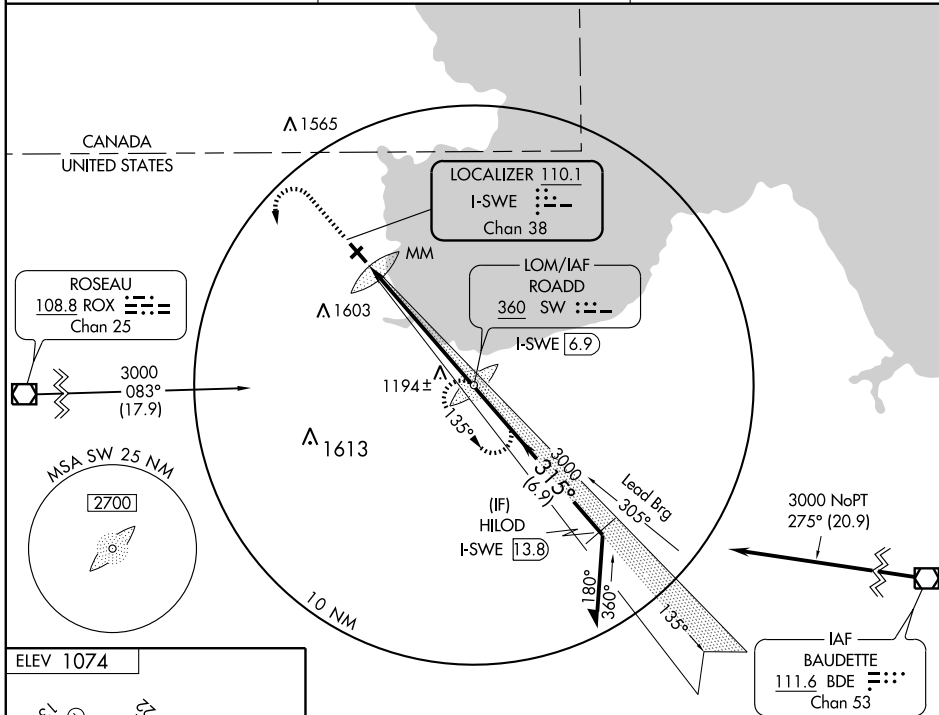 CANADA
UNITED STATES
1565
LOCALIZER 110.1
I-SWE
Chan 38
MM
ROSEAU
108.8 ROX
Chan 25
LOM/IAF
ROADD
360 SW
I-SWE 6.9
1603
3000
083°
(17.9)
1194±
135°
1613
315°
3000
(6.9)
Lead Brg
305°
MSA SW 25 NM
2700
(IF)
HILOD
I-SWE 13.8
3000 NoPT
275° (20.9)
180°
360°
135°
10 NM
IAF
BAUDETTE
111.6 BDE
Chan 53
ELEV 1074